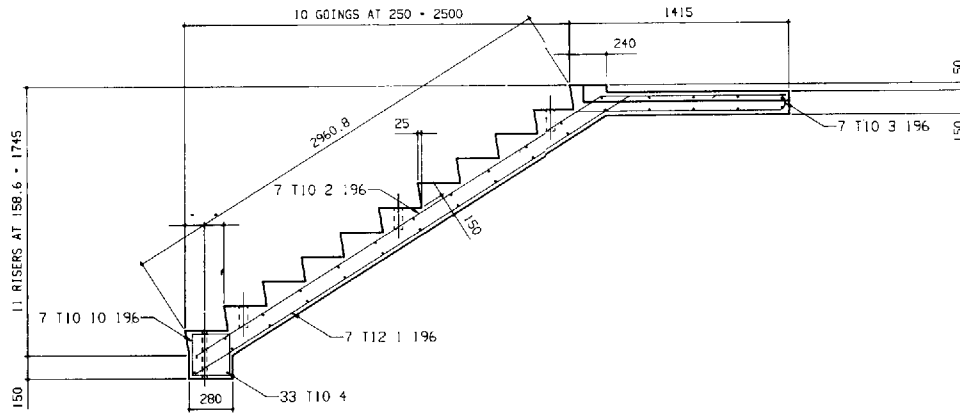 10 GOINGS AT 250 - 2500
1415
240
50
2960.8
25
7 T10 3 196
150
11 RISERS AT 158.6 - 1745
7 T10 2 196
150
7 T10 10 196
7 T12 1 196
150
280
33 T10 4